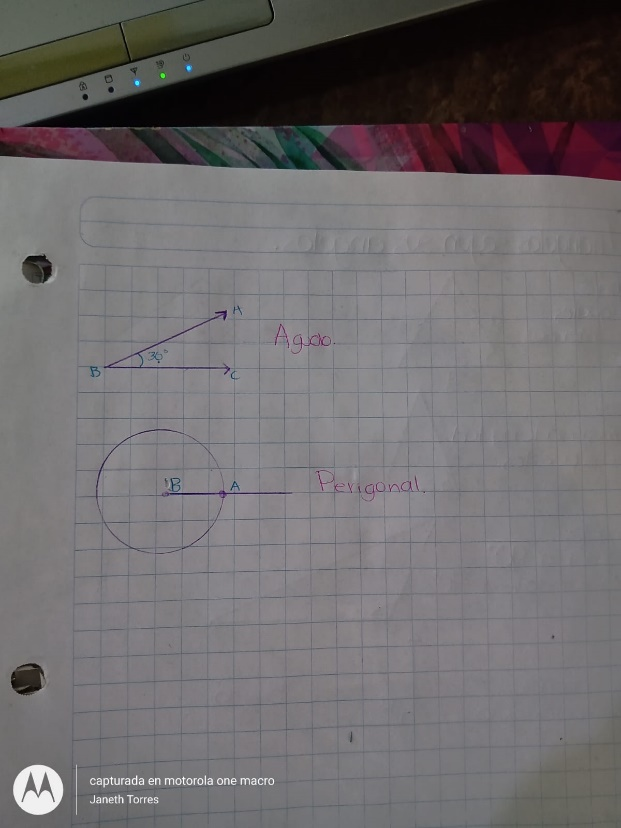 A
30°
B
C
Agudo.
B
A
Perigonal.
capturada en motorola one macro
Janeth Torres